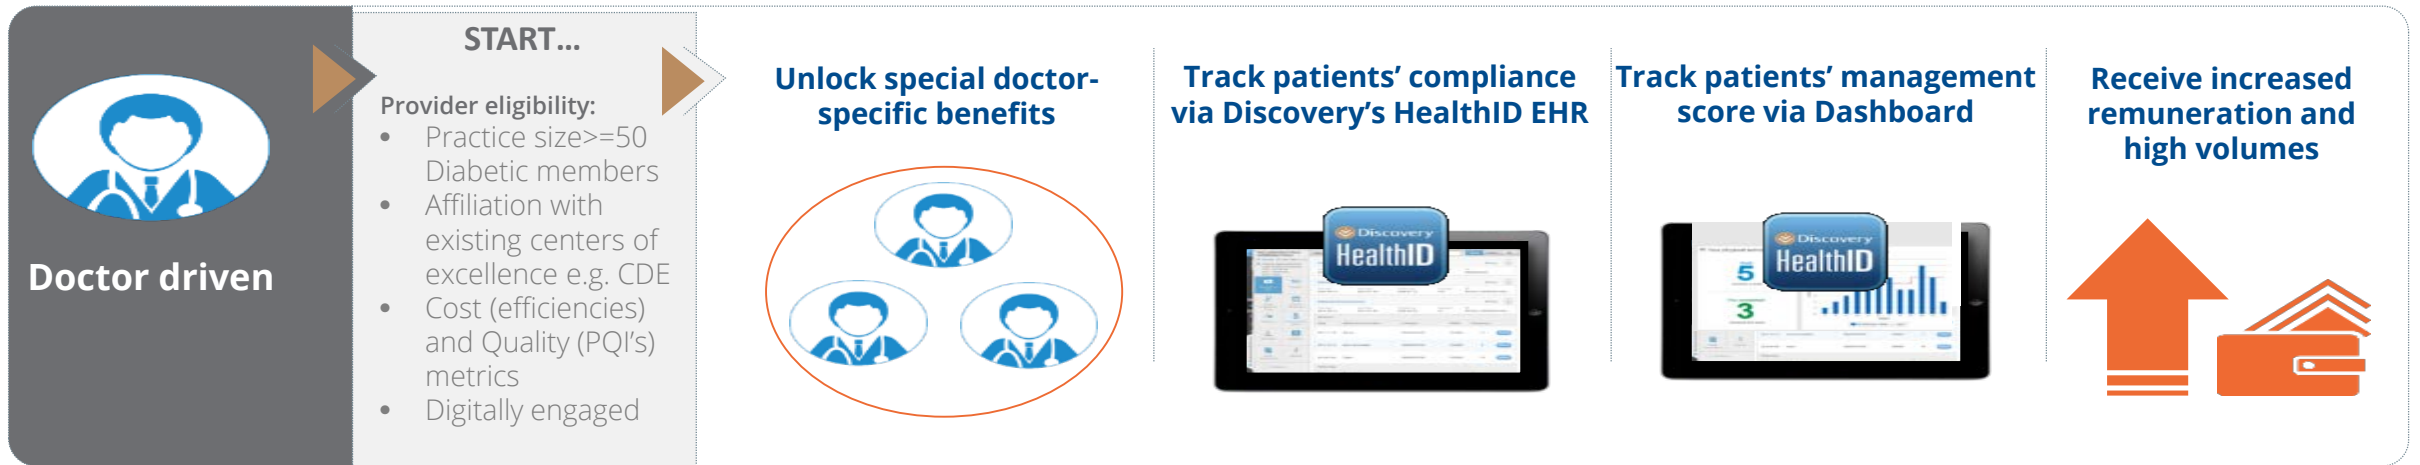 Doctor driven
START...
Provider eligibility:
• Practice size>=50
Diabetic members
• Affiliation with
existing centers of
excellence e.g. CDE
• Cost (efficiencies)
and Quality (PQI’s)
metrics
• Digitally engaged
Unlock special doctor-
specific benefits
Track patients’ compliance
via Discovery’s HealthID EHR
Discovery
HealthID
Track patients’ management
score via Dashboard
Discovery
HealthID
5
3
Receive increased
remuneration and
high volumes